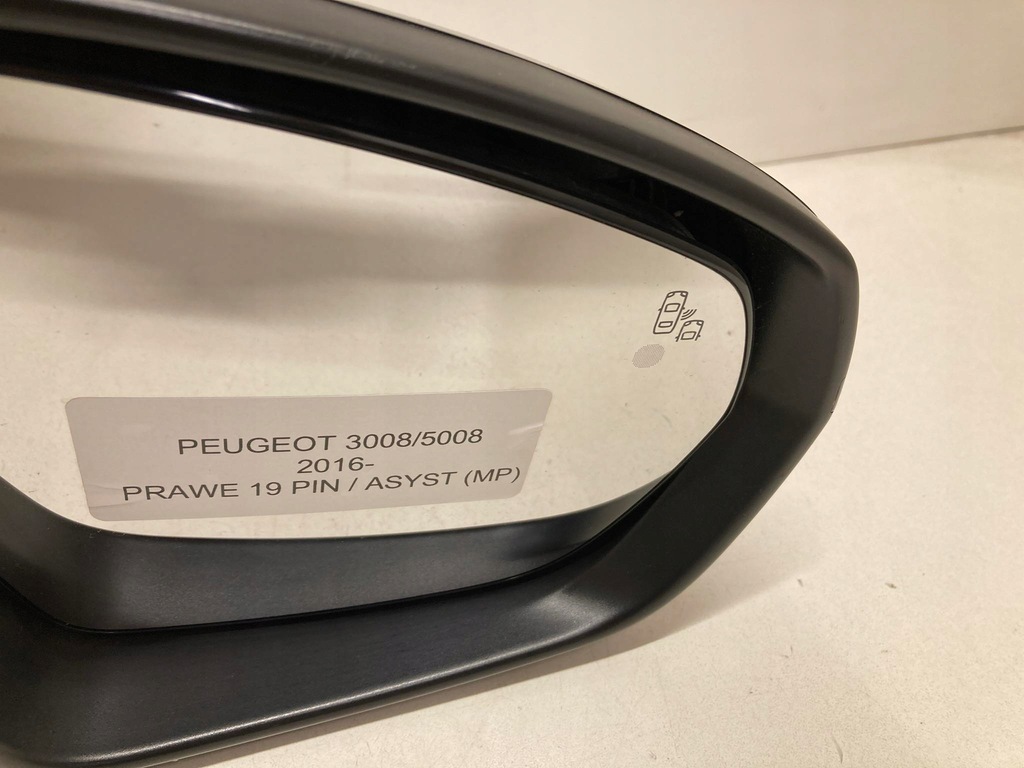 PEUGEOT 3008/5008
2016-
PRAWE 19 PIN / ASYST (MP)